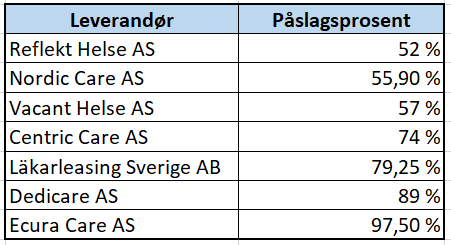 Leverandør Påslagsprosent
Reflekt Helse AS 52 %
Nordic Care AS 55,90 %
Vacant Helse AS 57 %
Centric Care AS 74 %
Läkarleasing Sverige AB 79,25 %
Dedicare AS 89 %
Ecura Care AS 97,50 %